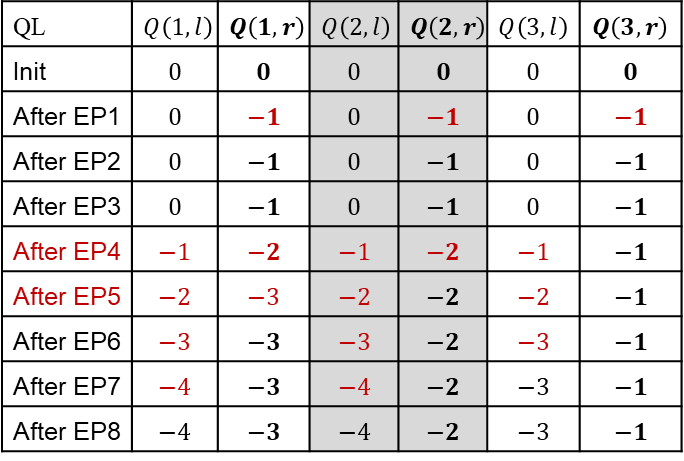 QL Q(1, l) Q(1, r) Q(2, l) Q(2, r) Q(3, l) Q(3, r)
Init 0 0 0 0 0 0
After EP1 0 −1 0 −1 0 −1
After EP2 0 −1 0 −1 0 −1
After EP3 0 −1 0 −1 0 −1
After EP4 −1 −2 −1 −2 −1 −1
After EP5 −2 −3 −2 −2 −2 −1
After EP6 −3 −3 −3 −2 −3 −1
After EP7 −4 −3 −4 −2 −3 −1
After EP8 −4 −3 −4 −2 −3 −1